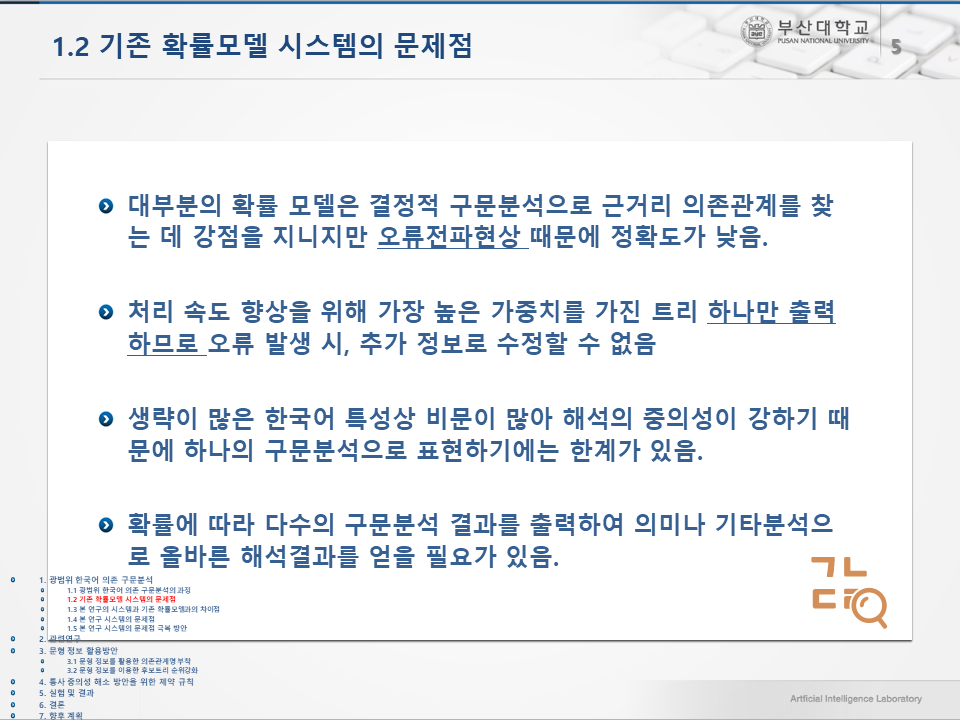 1.2 기존 확률모델 시스템의 문제점
부산대학교
PUSAN NATIONAL UNIVERSITY
5
대부분의 확률 모델은 결정적 구문분석으로 근거리 의존관계를 찾
는 데 강점을 지니지만 오류전파현상 때문에 정확도가 낮음.
처리 속도 향상을 위해 가장 높은 가중치를 가진 트리 하나만 출력
하므로 오류 발생 시, 추가 정보로 수정할 수 없음
생략이 많은 한국어 특성상 비문이 많아 해석의 중의성이 강하기 때
문에 하나의 구문분석으로 표현하기에는 한계가 있음.
확률에 따라 다수의 구문분석 결과를 출력하여 의미나 기타분석으
로 올바른 해석결과를 얻을 필요가 있음.
1. 광범위 한국어 의존 구문분석
1.1 광범위 한국어 의존 구문분석의 과정
1.2 기존 확률모델 시스템의 문제점
1.3 본 연구의 시스템과 기존 확률모델과의 차이점
1.4 본 연구 시스템의 문제점
1.5 본 연구 시스템의 문제점 극복 방안
2. 관련연구
3. 문형 정보 활용방안
3.1 문형 정보를 활용한 의존관계명 부착
3.2 문형 정보를 이용한 후보트리 순위강화
4. 통사 중의성 해소 방안을 위한 제약 규칙
5. 실험 및 결과
6. 결론
7. 향후 계획
Artficial Intelligence Laboratory